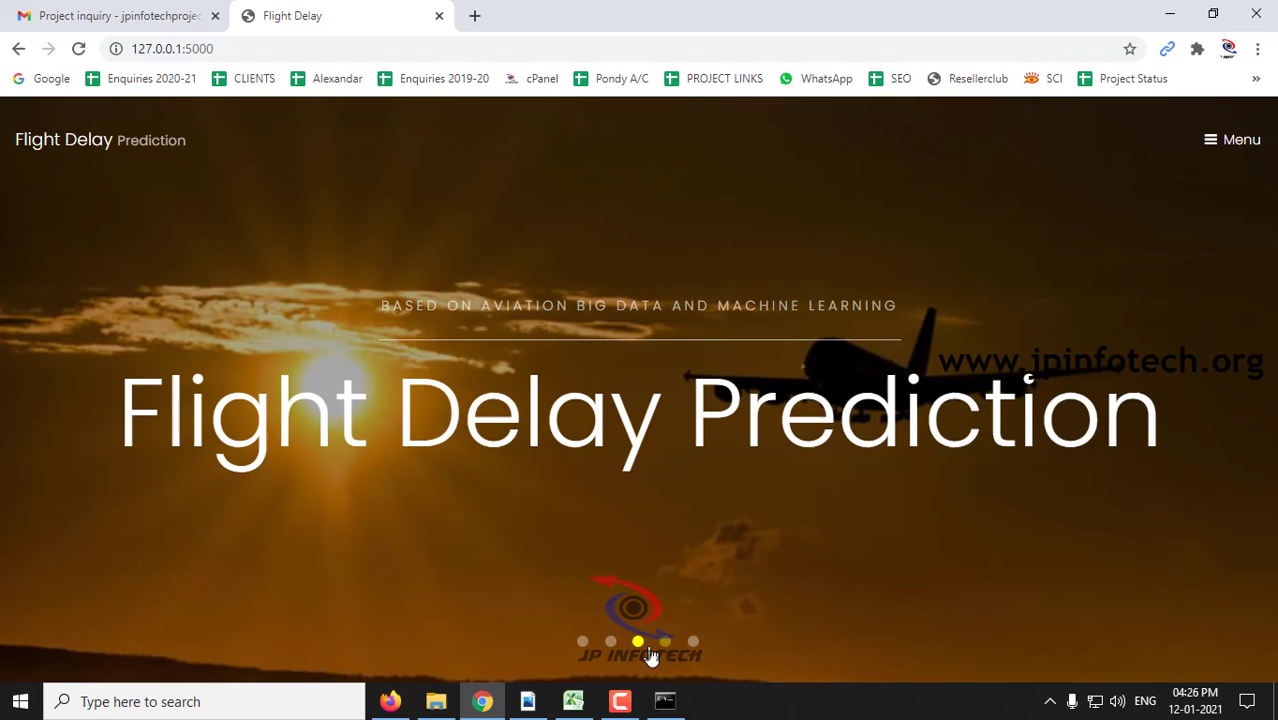 Project inquiry - jpinfotechprojec
Flight Delay
127.0.0.1:5000
Google
Enquiries 2020-21
CLIENTS
Alexandar
Enquiries 2019-20
cPanel
Pondy A/C
PROJECT LINKS
WhatsApp
SEO
Resellerclub
SCI
Project Status
Flight Delay Prediction
Menu
BASED ON AVIATION BIG DATA AND MACHINE LEARNING
www.jpinfotech.org
Flight Delay Prediction
JP INFOTECH
Type here to search
ENG
04:26 PM
12-01-2021